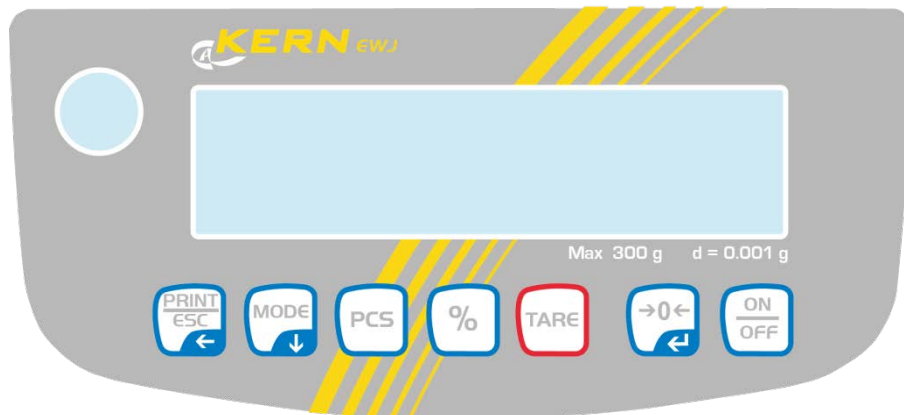 KERN EWJ
Max 300 g d = 0.001 g
PRINT
ESC
MODE
PCS
%
TARE
→0←
ON
OFF